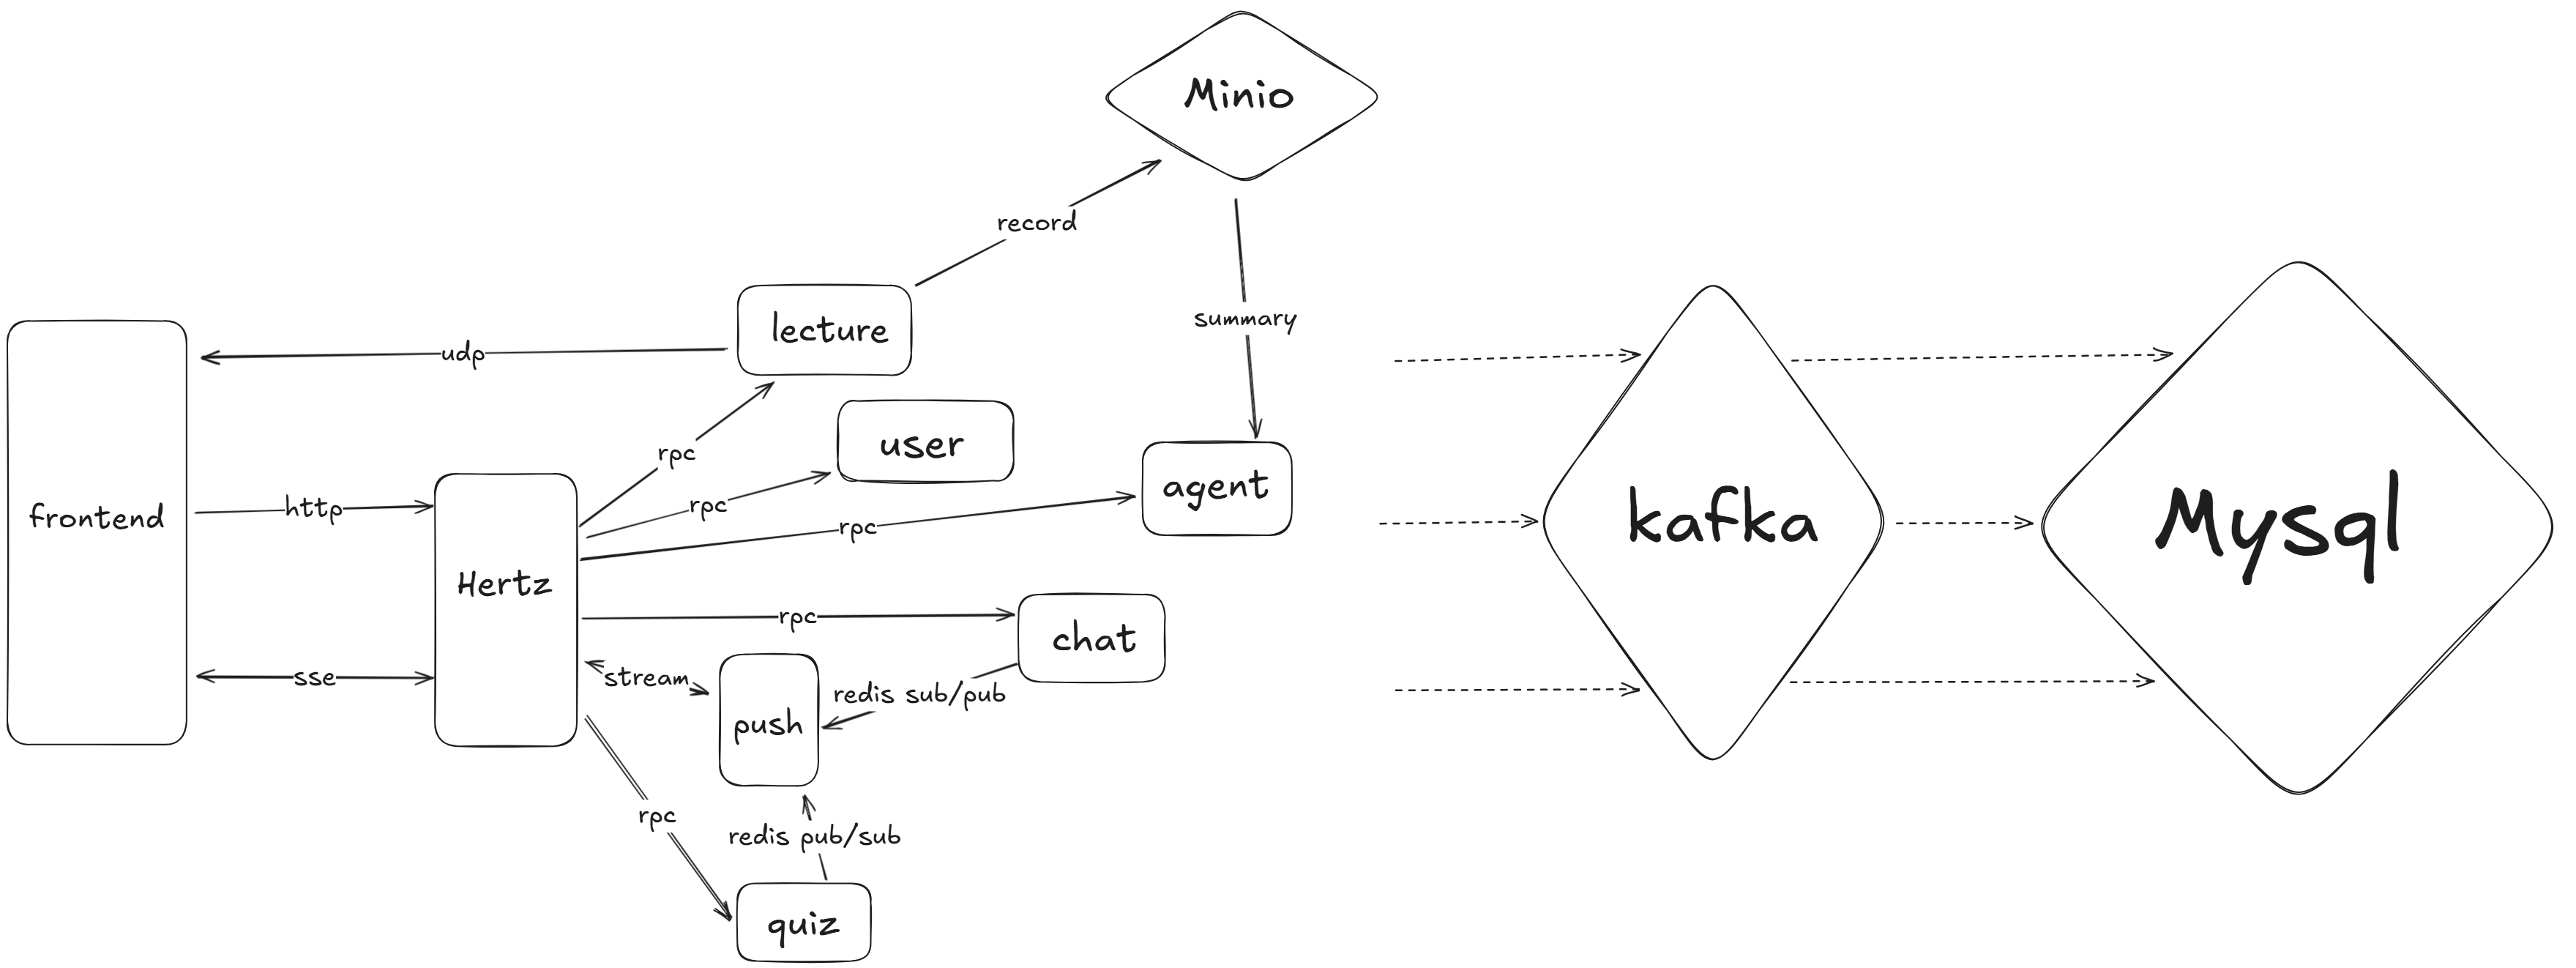 Minio
record
summary
lecture
udp
user
rpc
agent
rpc
kafka
Mysql
frontend
http
rpc
Hertz
rpc
chat
sse
stream
redis sub/pub
push
rpc
redis pub/sub
quiz